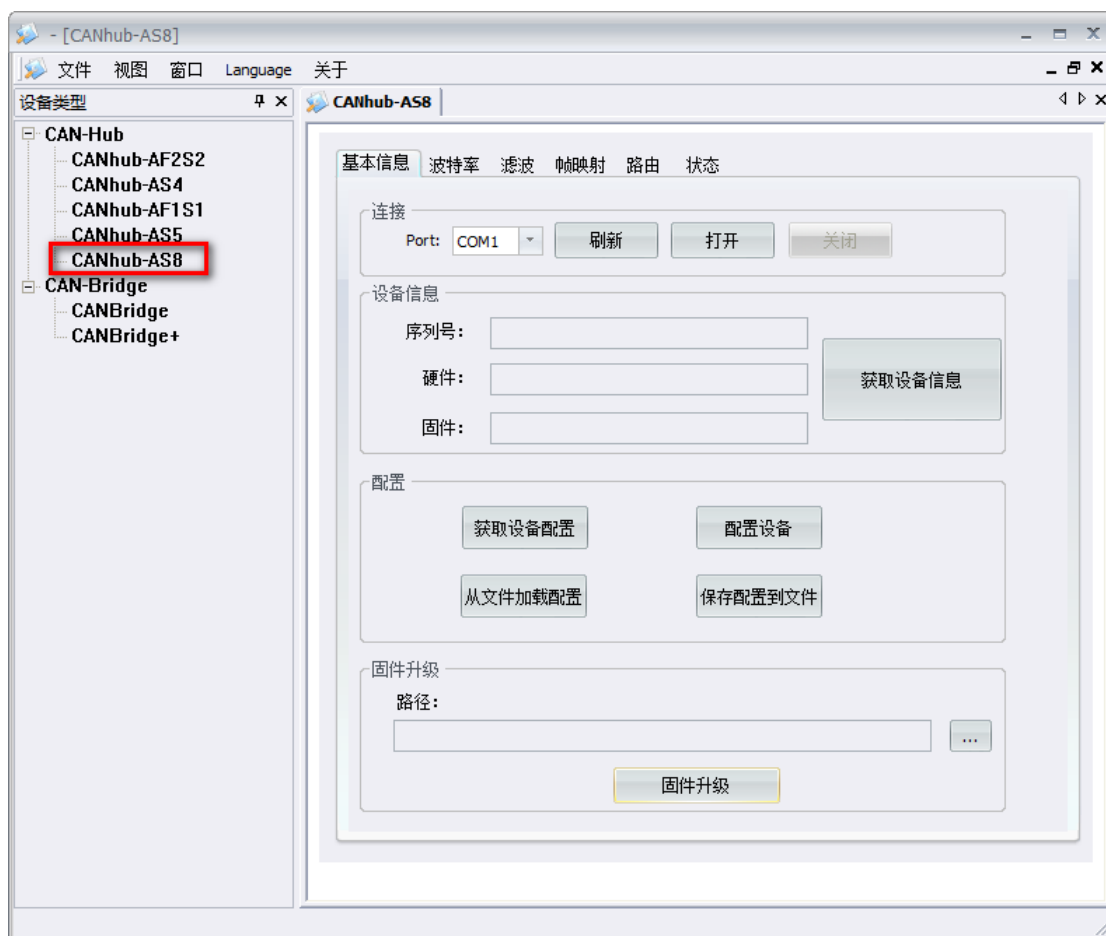 - [CANhub-AS8]
文件 视图 窗口 Language 关于
设备类型
CAN-Hub
CANhub-AF2S2
CANhub-AS4
CANhub-AF1S1
CANhub-AS5
CANhub-AS8
CAN-Bridge
CANBridge
CANBridge+
CANhub-AS8
基本信息 波特率 滤波 帧映射 路由 状态
连接
Port: COM1 刷新 打开 关闭
设备信息
序列号:
硬件:
固件:
获取设备信息
配置
获取设备配置 配置设备
从文件加载配置 保存配置到文件
固件升级
路径:
...
固件升级